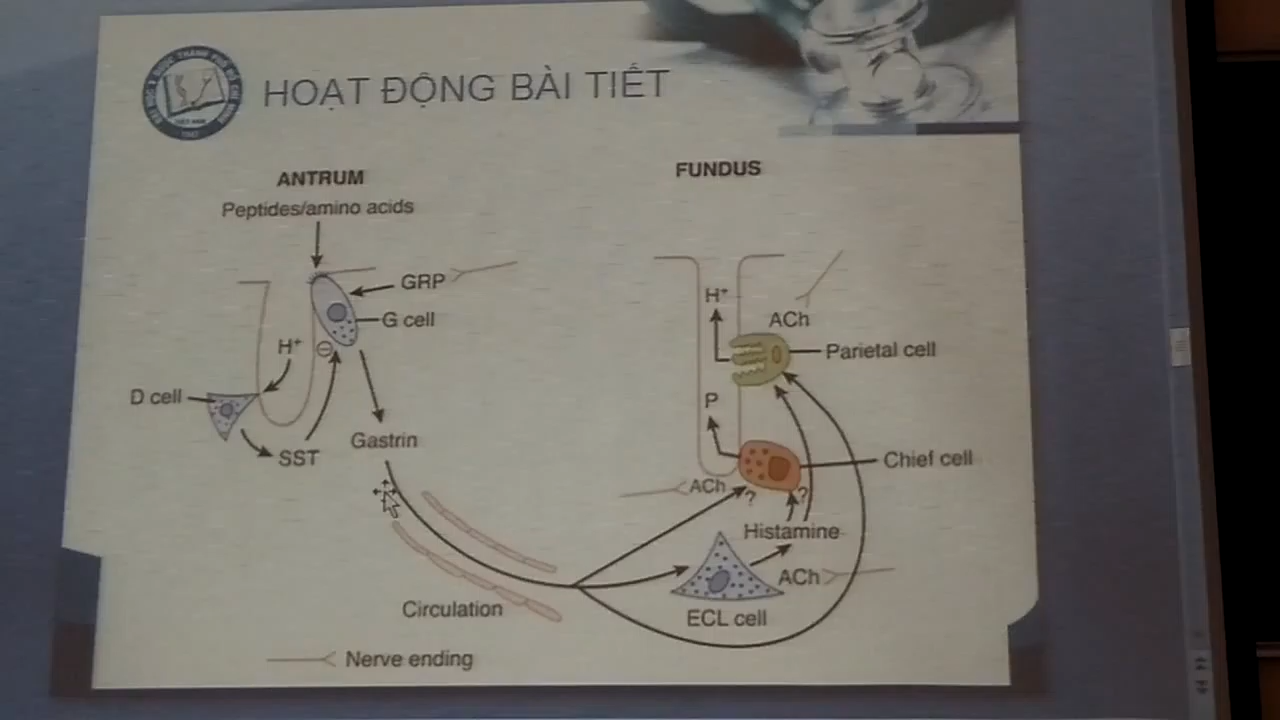 HOẠT ĐỘNG BÀI TIẾT
ANTRUM
FUNDUS
Peptides/amino acids
GRP
G cell
H⁺
D cell
SST
Gastrin
H⁺
ACh
Parietal cell
P
Chief cell
ACh
?
?
Histamine
ACh
ECL cell
Circulation
Nerve ending